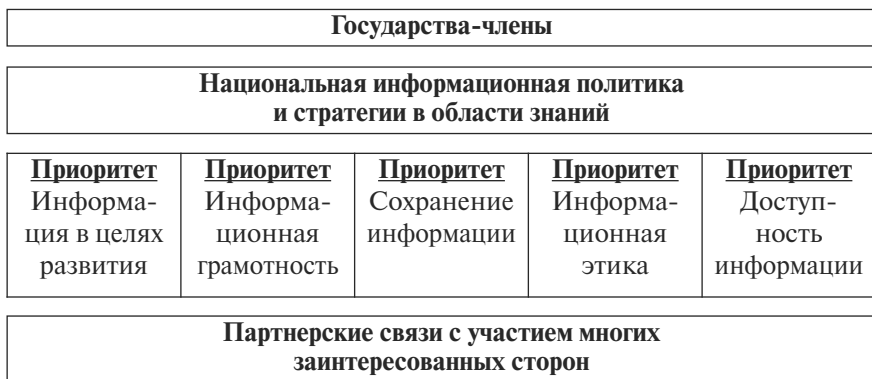 Государства-члены
Национальная информационная политика
и стратегии в области знаний
Приоритет
Информа-
ция в целях
развития
Приоритет
Информа-
ционная
грамотность
Приоритет
Сохранение
информации
Приоритет
Информа-
ционная
этика
Приоритет
Доступ-
ность
информации
Партнерские связи с участием многих
заинтересованных сторон